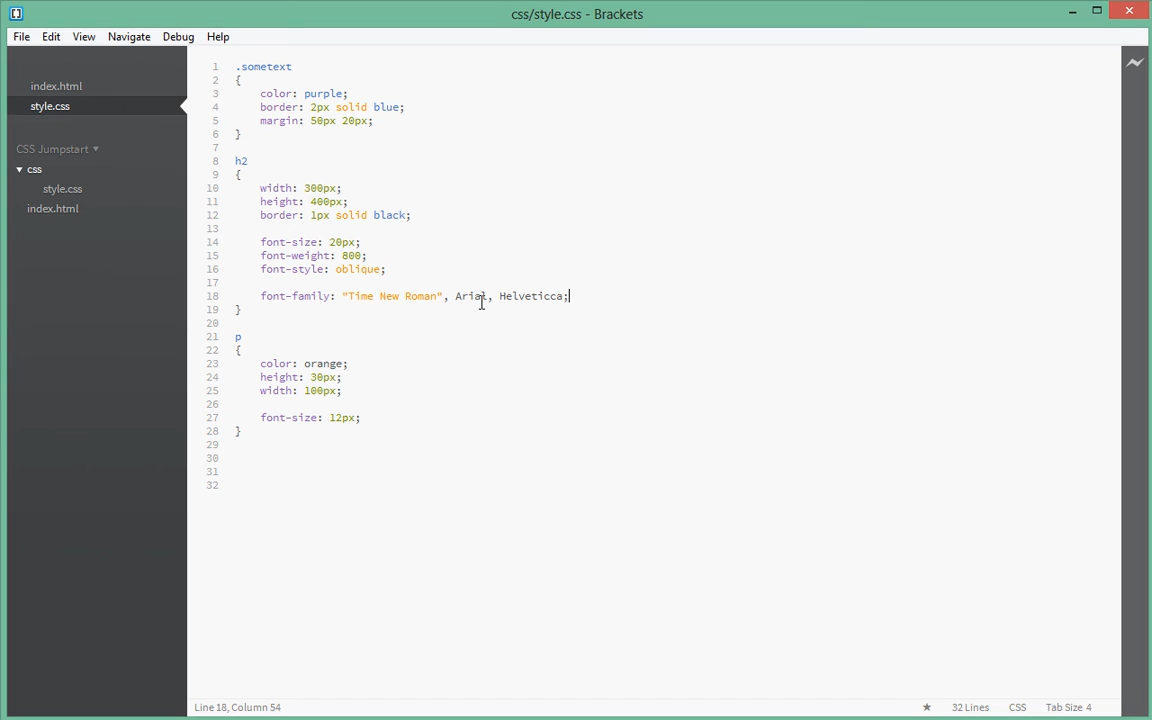 css/style.css - Brackets
File Edit View Navigate Debug Help
index.html
style.css
CSS Jumpstart
css
style.css
index.html
1 .sometext
2 {
3 color: purple;
4 border: 2px solid blue;
5 margin: 50px 20px;
6 }
7
8 h2
9 {
10 width: 300px;
11 height: 400px;
12 border: 1px solid black;
13
14 font-size: 20px;
15 font-weight: 800;
16 font-style: oblique;
17
18 font-family: "Time New Roman", Arial, Helveticca;
19 }
20
21 p
22 {
23 color: orange;
24 height: 30px;
25 width: 100px;
26
27 font-size: 12px;
28 }
29
30
31
32
Line 18, Column 54 32 Lines CSS Tab Size 4